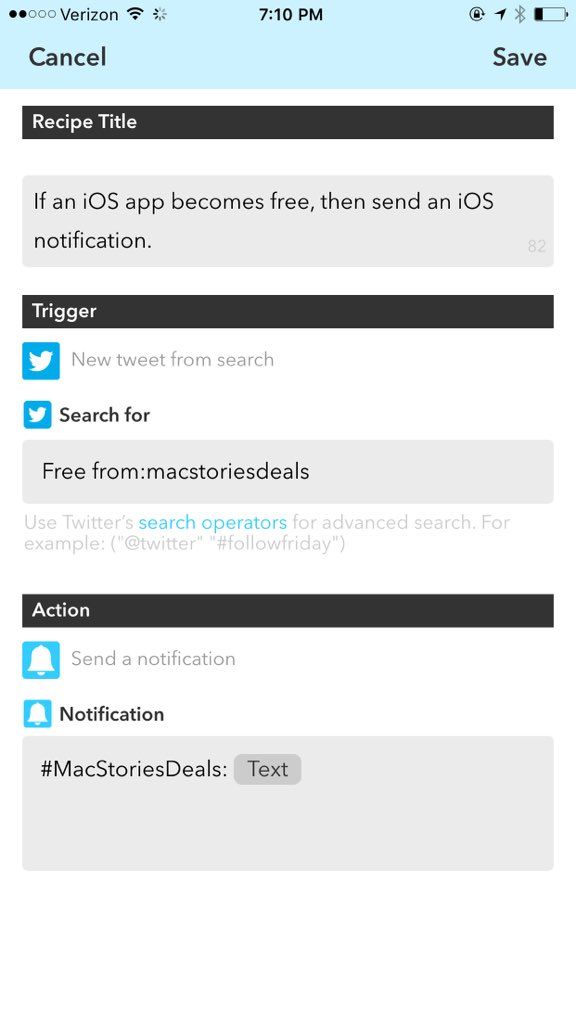 Verizon 7:10 PM
Cancel Save
Recipe Title
If an iOS app becomes free, then send an iOS
notification.
82
Trigger
New tweet from search
Search for
Free from:macstoriesdeals
Use Twitter's search operators for advanced search. For
example: ("@twitter" "#followfriday")
Action
Send a notification
Notification
#MacStoriesDeals: Text